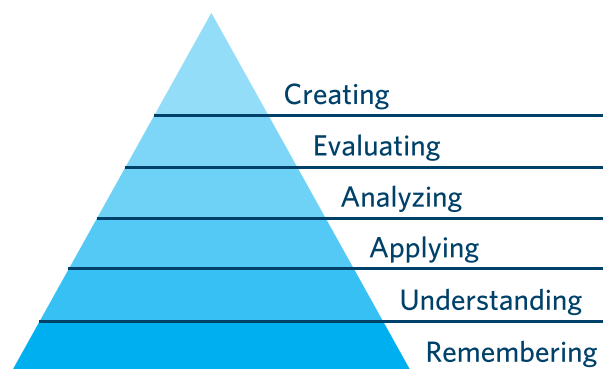 Creating
Evaluating
Analyzing
Applying
Understanding
Remembering